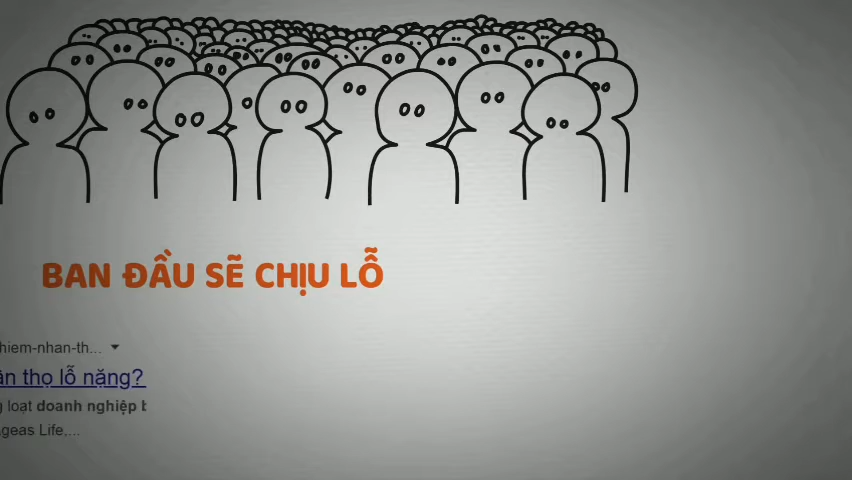 BAN ĐẦU SẼ CHỊU LỖ
hiem-nhan-th...
ân thọ lỗ nặng?
g loạt doanh nghiệp b
geas Life,...